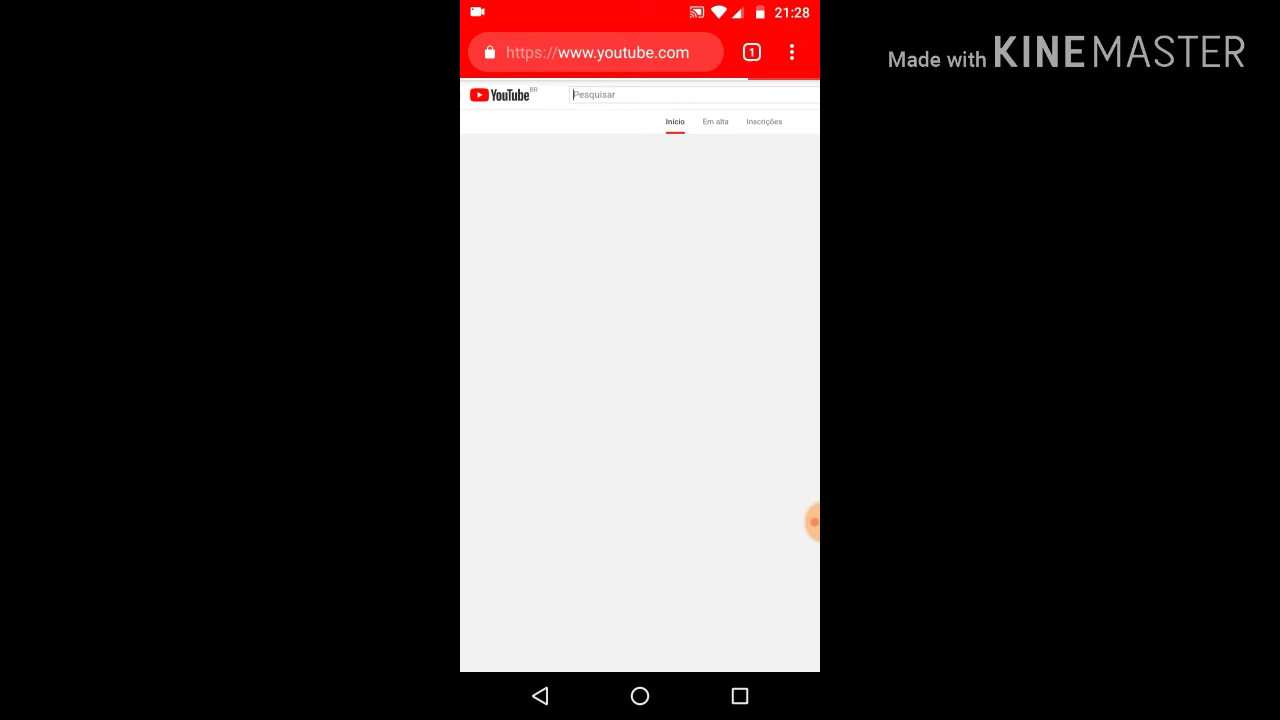 21:28
https://www.youtube.com
1
Made with KINEMASTER
YouTube BR
Pesquisar
Início Em alta Inscrições